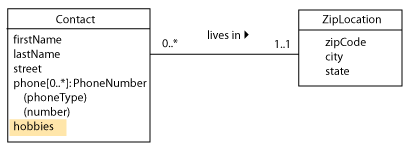 Contact
firstName
lastName
street
phone[0..*]: PhoneNumber
(phoneType)
(number)
hobbies
0..*
lives in ▶
1..1
ZipLocation
zipCode
city
state